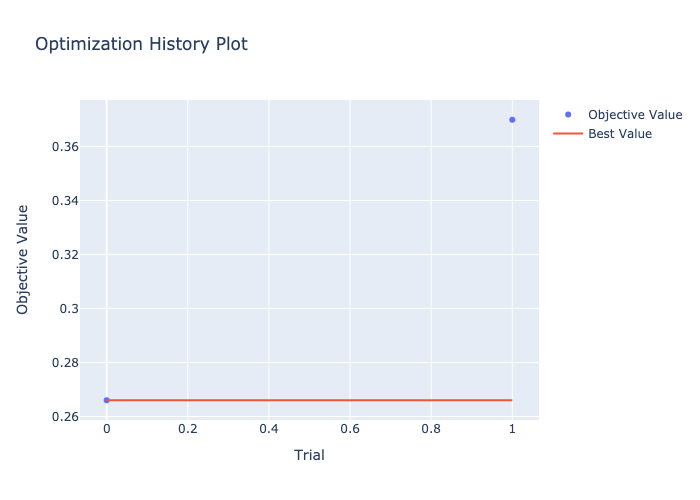 Optimization History Plot
Objective Value
Best Value
0.36
0.34
0.32
0.3
0.28
0.26
Objective Value
0
0.2
0.4
0.6
0.8
1
Trial